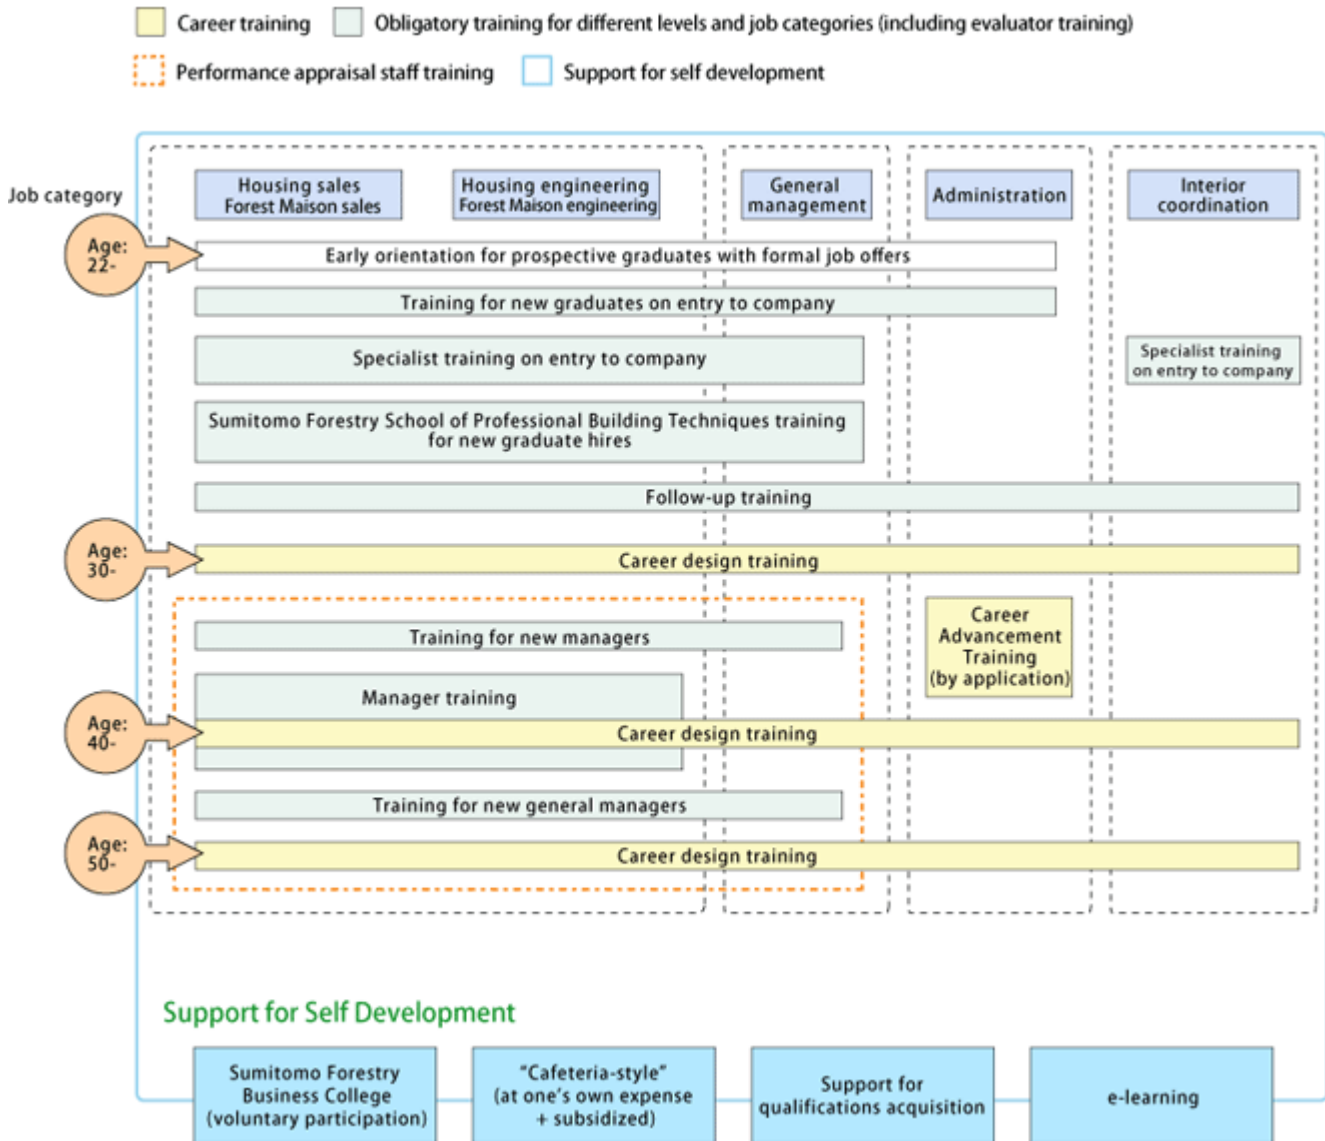 Career training
Obligatory training for different levels and job categories (including evaluator training)
Performance appraisal staff training
Support for self development
Job category
Housing sales
Forest Maison sales
Housing engineering
Forest Maison engineering
General
management
Administration
Interior
coordination
Age:
22-
Early orientation for prospective graduates with formal job offers
Training for new graduates on entry to company
Specialist training on entry to company
Specialist training
on entry to company
Sumitomo Forestry School of Professional Building Techniques training
for new graduate hires
Follow-up training
Age:
30-
Career design training
Training for new managers
Career
Advancement
Training
(by application)
Manager training
Age:
40-
Career design training
Training for new general managers
Age:
50-
Career design training
Support for Self Development
Sumitomo Forestry
Business College
(voluntary participation)
“Cafeteria-style”
(at one’s own expense
+ subsidized)
Support for
qualifications acquisition
e-learning